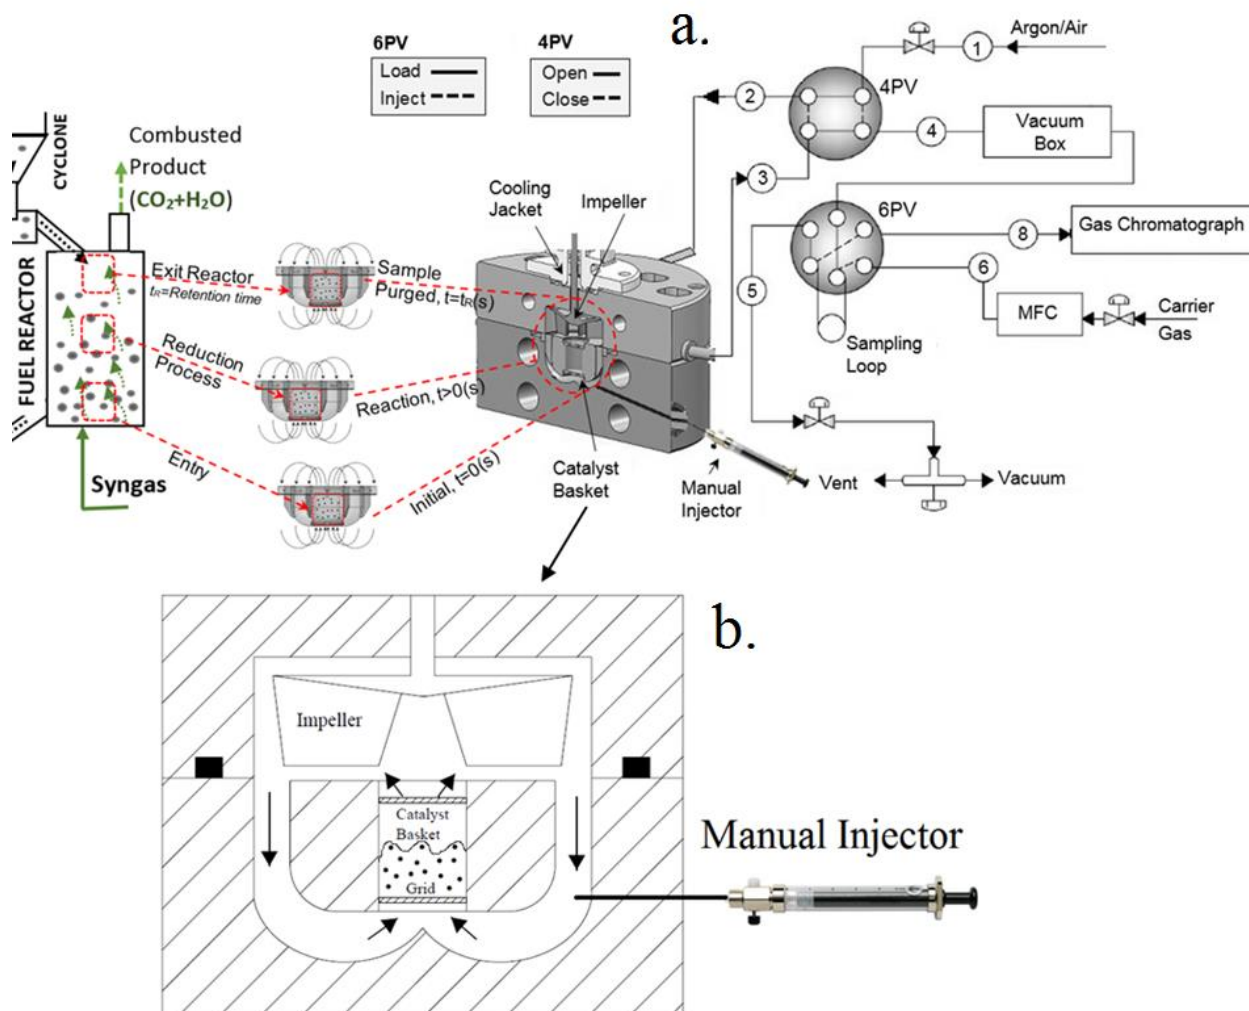 a.
6PV
Load
Inject
4PV
Open
Close
Argon/Air
1
2
4PV
3
4
Vacuum
Box
6PV
8
Gas Chromatograph
5
6
MFC
Carrier
Gas
Sampling
Loop
Vent
Vacuum
CYCLONE
Combusted
Product
(CO₂+H₂O)
FUEL REACTOR
Syngas
Exit Reactor
tR=Retention time
Sample
Purged, t=tR(s)
Reduction
Process
Reaction, t>0(s)
Entry
Initial, t=0(s)
Cooling
Jacket
Impeller
Catalyst
Basket
Manual
Injector
b.
Impeller
Catalyst
Basket
Grid
Manual Injector